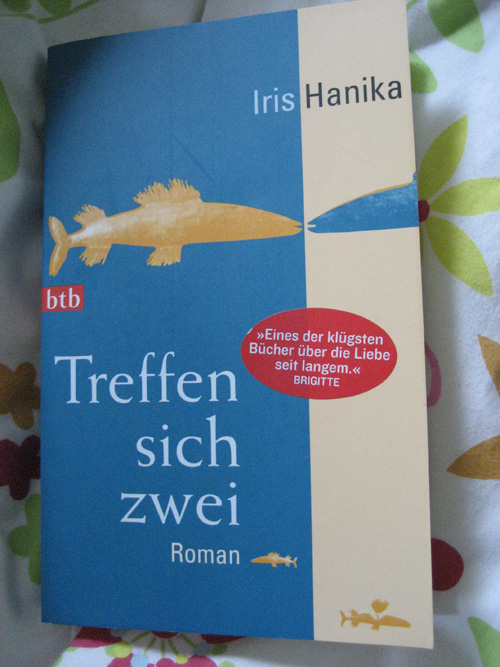 Iris Hanika
btb
»Eines der klügsten
Bücher über die Liebe
seit langem.«
BRIGITTE
Treffen
sich
zwei
Roman